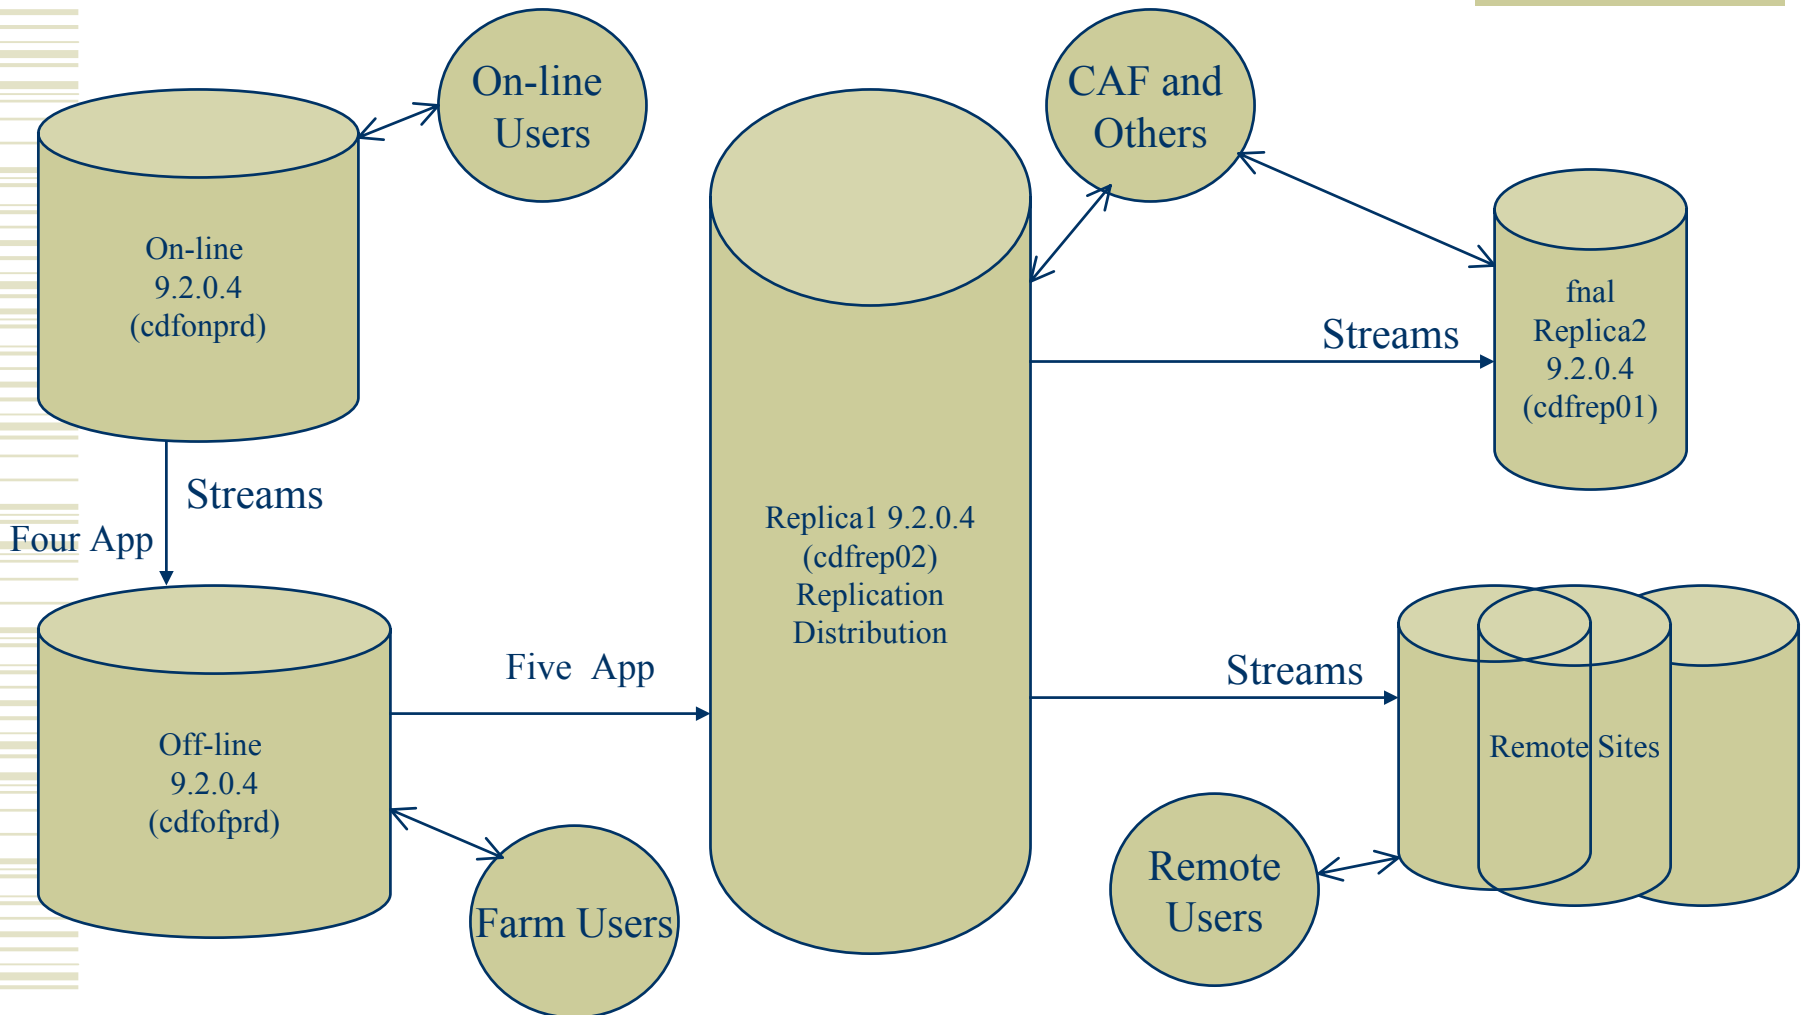 On-line
Users
CAF and
Others
On-line
9.2.0.4
(cdfonprd)
fnal
Replica2
9.2.0.4
(cdfrep01)
Streams
Streams
Four App
Replica1 9.2.0.4
(cdfrep02)
Replication
Distribution
Five App
Streams
Off-line
9.2.0.4
(cdfofprd)
Remote Sites
Farm Users
Remote
Users